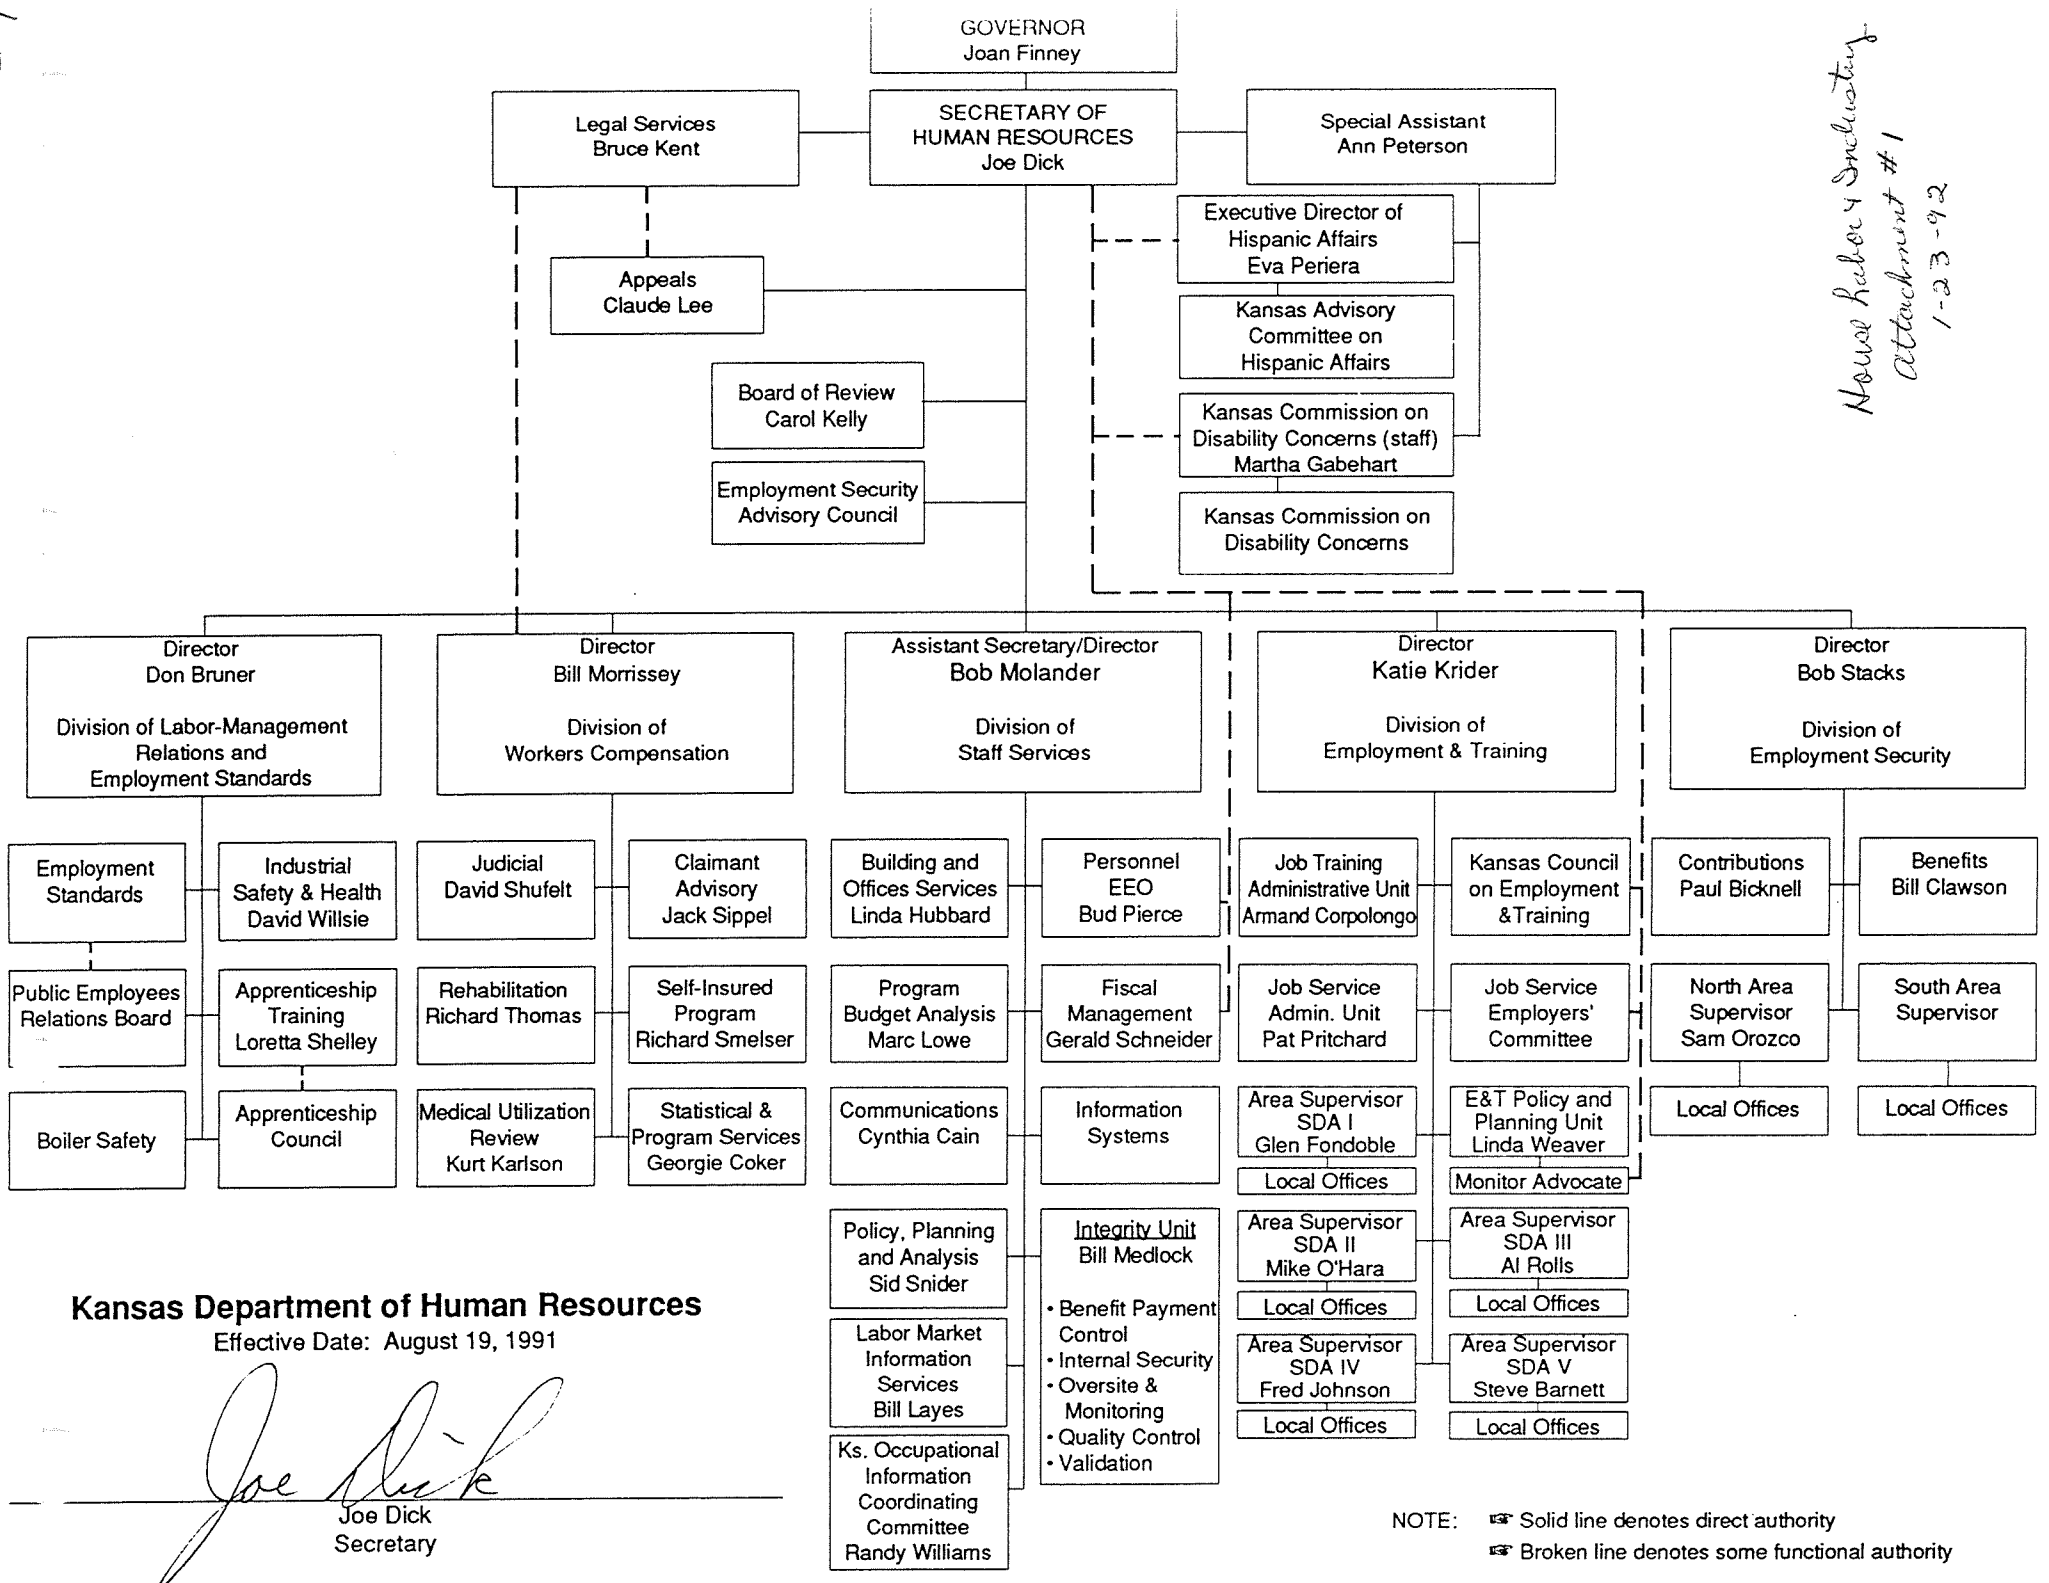 GOVERNOR
Joan Finney
Legal Services
Bruce Kent
SECRETARY OF
HUMAN RESOURCES
Joe Dick
Special Assistant
Ann Peterson
House Labor & Industry
Attachment #1
1-23-92
Executive Director of
Hispanic Affairs
Eva Periera
Appeals
Claude Lee
Kansas Advisory
Committee on
Hispanic Affairs
Board of Review
Carol Kelly
Kansas Commission on
Disability Concerns (staff)
Martha Gabehart
Employment Security
Advisory Council
Kansas Commission on
Disability Concerns
Director
Don Bruner
Division of Labor-Management
Relations and
Employment Standards
Director
Bill Morrissey
Division of
Workers Compensation
Assistant Secretary/Director
Bob Molander
Division of
Staff Services
Director
Katie Krider
Division of
Employment & Training
Director
Bob Stacks
Division of
Employment Security
Employment
Standards
Industrial
Safety & Health
David Willsie
Public Employees
Relations Board
Apprenticeship
Training
Loretta Shelley
Boiler Safety
Apprenticeship
Council
Judicial
David Shufelt
Claimant
Advisory
Jack Sippel
Rehabilitation
Richard Thomas
Self-Insured
Program
Richard Smelser
Medical Utilization
Review
Kurt Karlson
Statistical &
Program Services
Georgie Coker
Building and
Offices Services
Linda Hubbard
Personnel
EEO
Bud Pierce
Program
Budget Analysis
Marc Lowe
Fiscal
Management
Gerald Schneider
Communications
Cynthia Cain
Information
Systems
Policy, Planning
and Analysis
Sid Snider
Integrity Unit
Bill Medlock
• Benefit Payment
Control
• Internal Security
• Oversite &
Monitoring
• Quality Control
• Validation
Labor Market
Information
Services
Bill Layes
Ks. Occupational
Information
Coordinating
Committee
Randy Williams
Job Training
Administrative Unit
Armand Corpolongo
Kansas Council
on Employment
&Training
Job Service
Admin. Unit
Pat Pritchard
Job Service
Employers'
Committee
Area Supervisor
SDA I
Glen Fondoble
Local Offices
E&T Policy and
Planning Unit
Linda Weaver
Monitor Advocate
Area Supervisor
SDA II
Mike O'Hara
Local Offices
Area Supervisor
SDA III
Al Rolls
Local Offices
Area Supervisor
SDA IV
Fred Johnson
Local Offices
Area Supervisor
SDA V
Steve Barnett
Local Offices
Contributions
Paul Bicknell
Benefits
Bill Clawson
North Area
Supervisor
Sam Orozco
Local Offices
South Area
Supervisor
Local Offices
Kansas Department of Human Resources
Effective Date: August 19, 1991
Joe Dick
Joe Dick
Secretary
NOTE: ☞ Solid line denotes direct authority
☞ Broken line denotes some functional authority